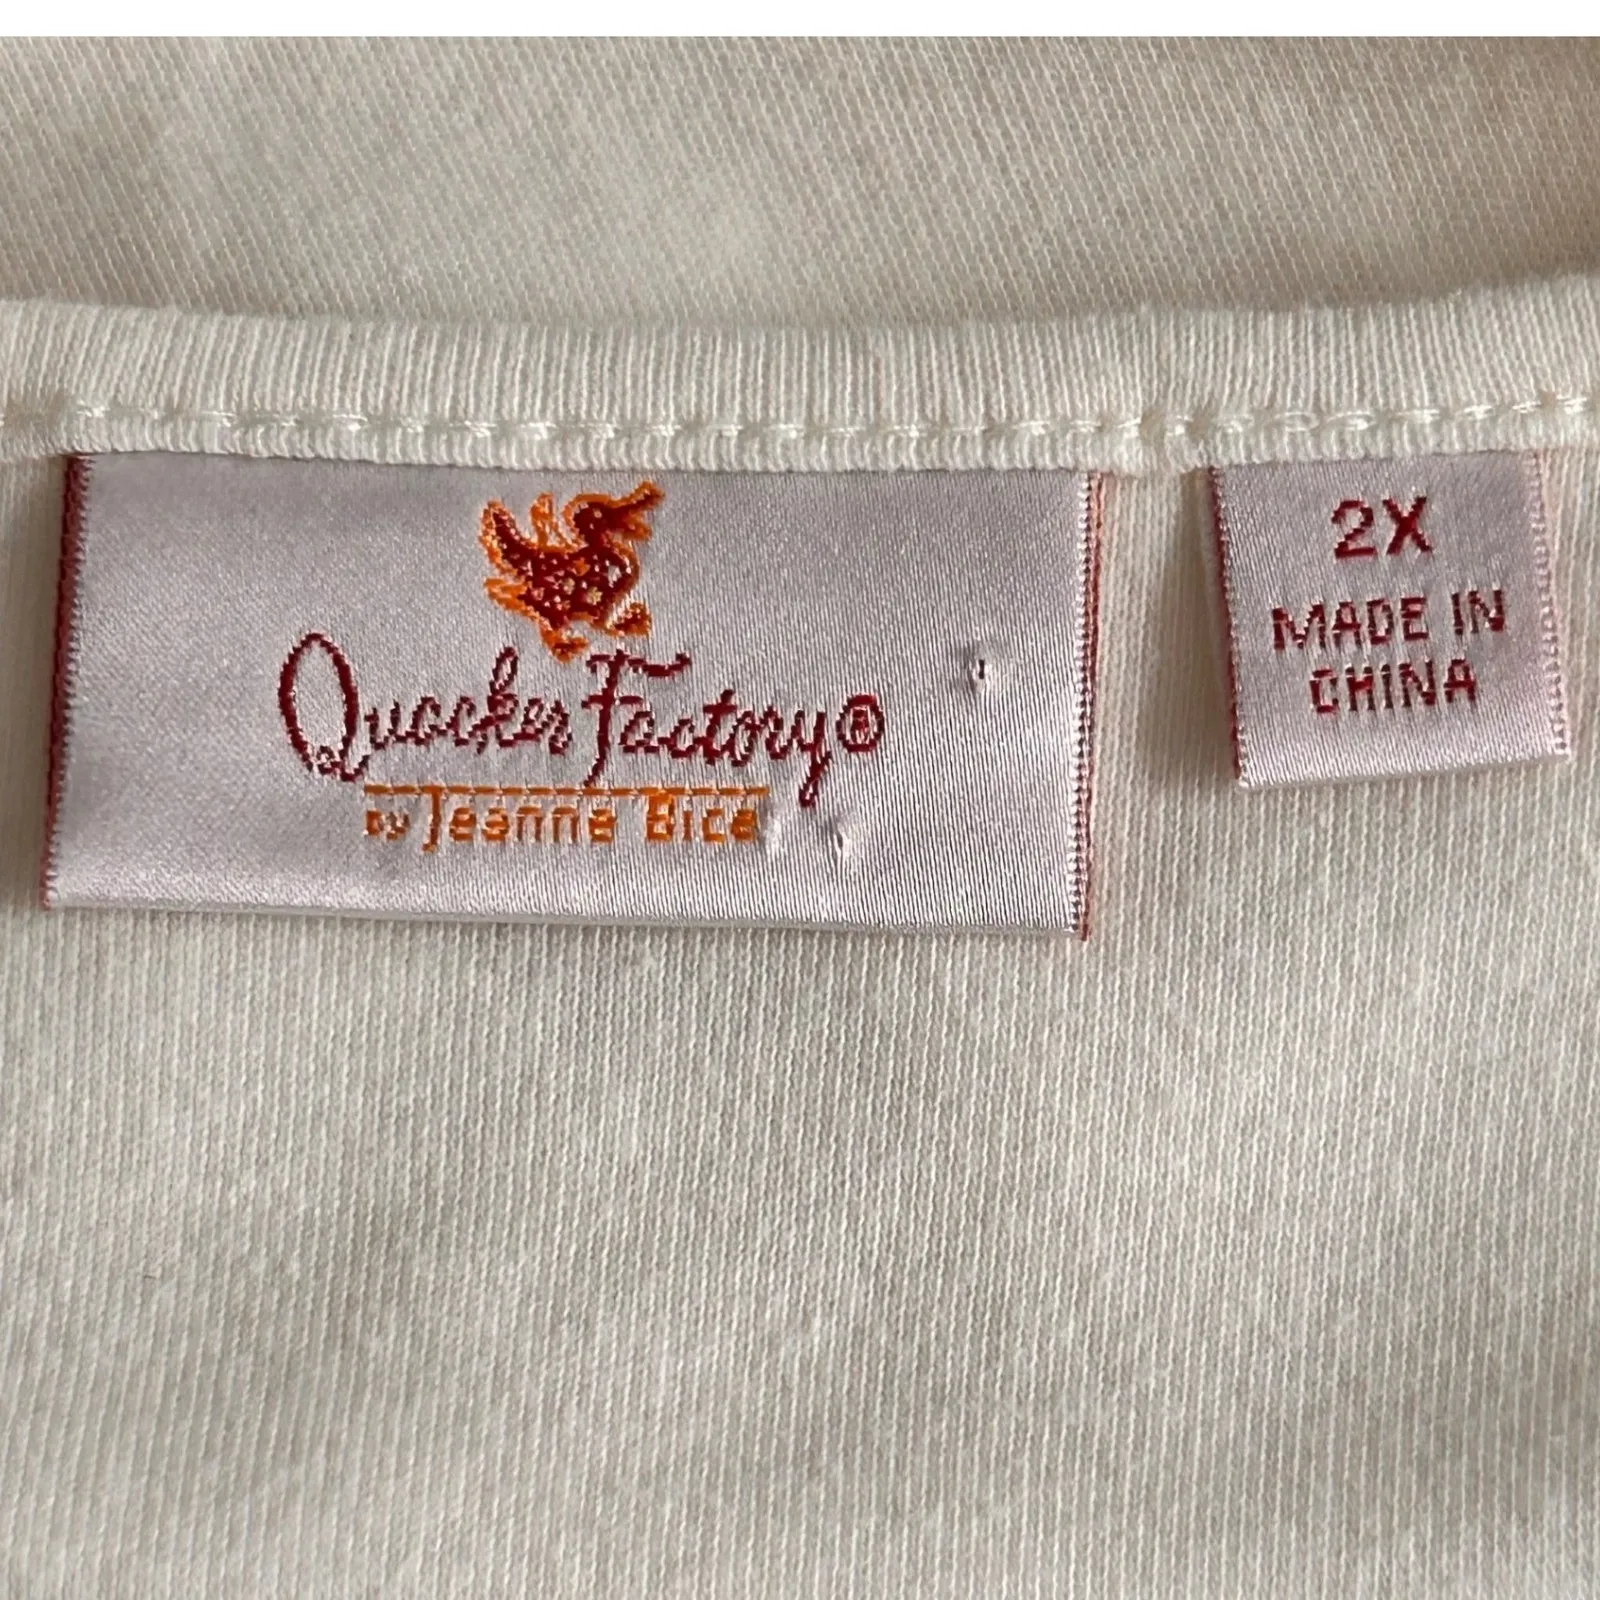 Quacker Factory®
by Jeanne Bice
2X
MADE IN
CHINA